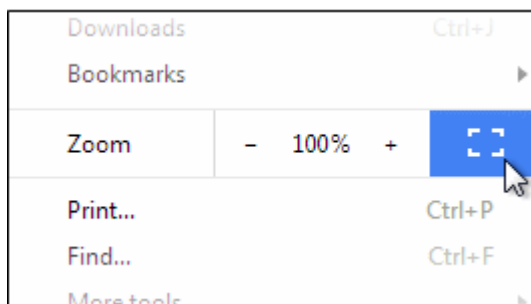 Downloads Ctrl+J
Bookmarks
Zoom - 100% +
Print... Ctrl+P
Find... Ctrl+F
More tools